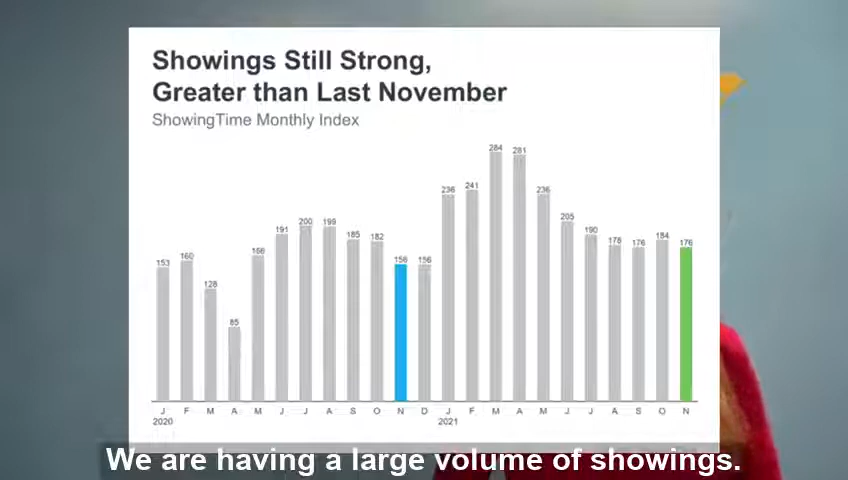 Showings Still Strong,
Greater than Last November
ShowingTime Monthly Index
153 160 128 85 166 191 200 199 185 182 156 156 236 241 284 281 236 205 190 178 176 184 176
J F M A M J J A S O N D J F M A M J J A S O N
2020 2021
We are having a large volume of showings.